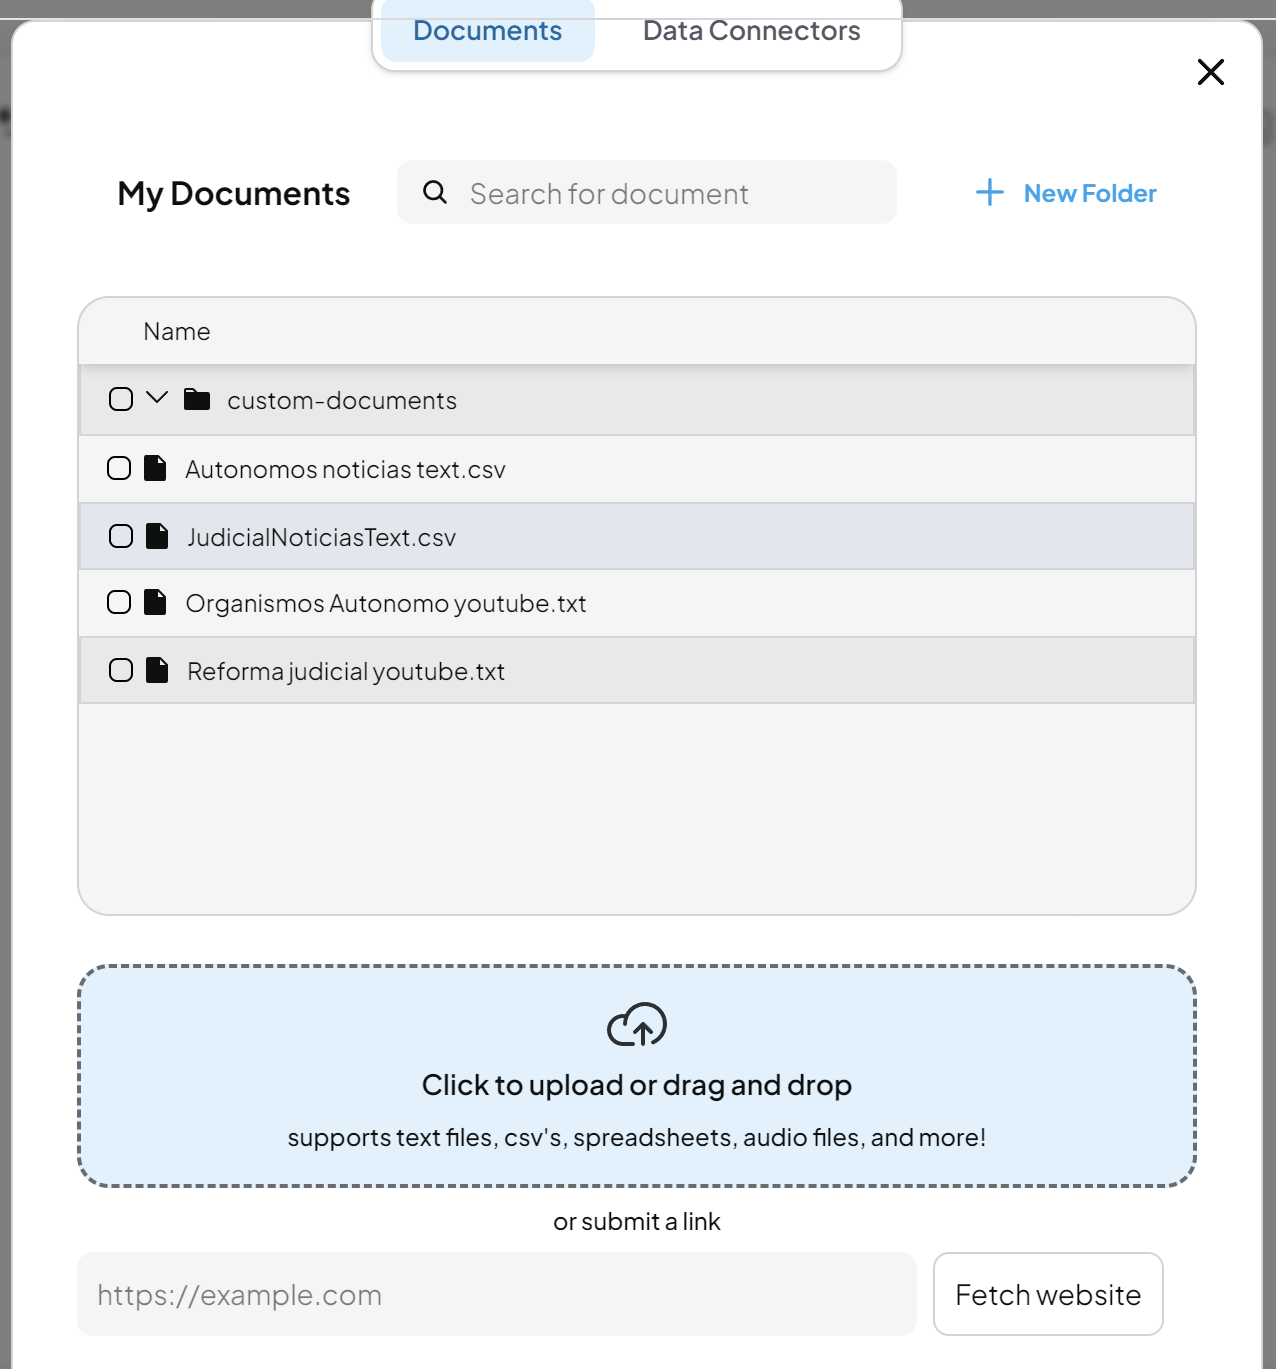 Documents
Data Connectors
My Documents
Search for document
New Folder
Name
custom-documents
Autonomos noticias text.csv
JudicialNoticiasText.csv
Organismos Autonomo youtube.txt
Reforma judicial youtube.txt
Click to upload or drag and drop
supports text files, csv's, spreadsheets, audio files, and more!
or submit a link
https://example.com
Fetch website